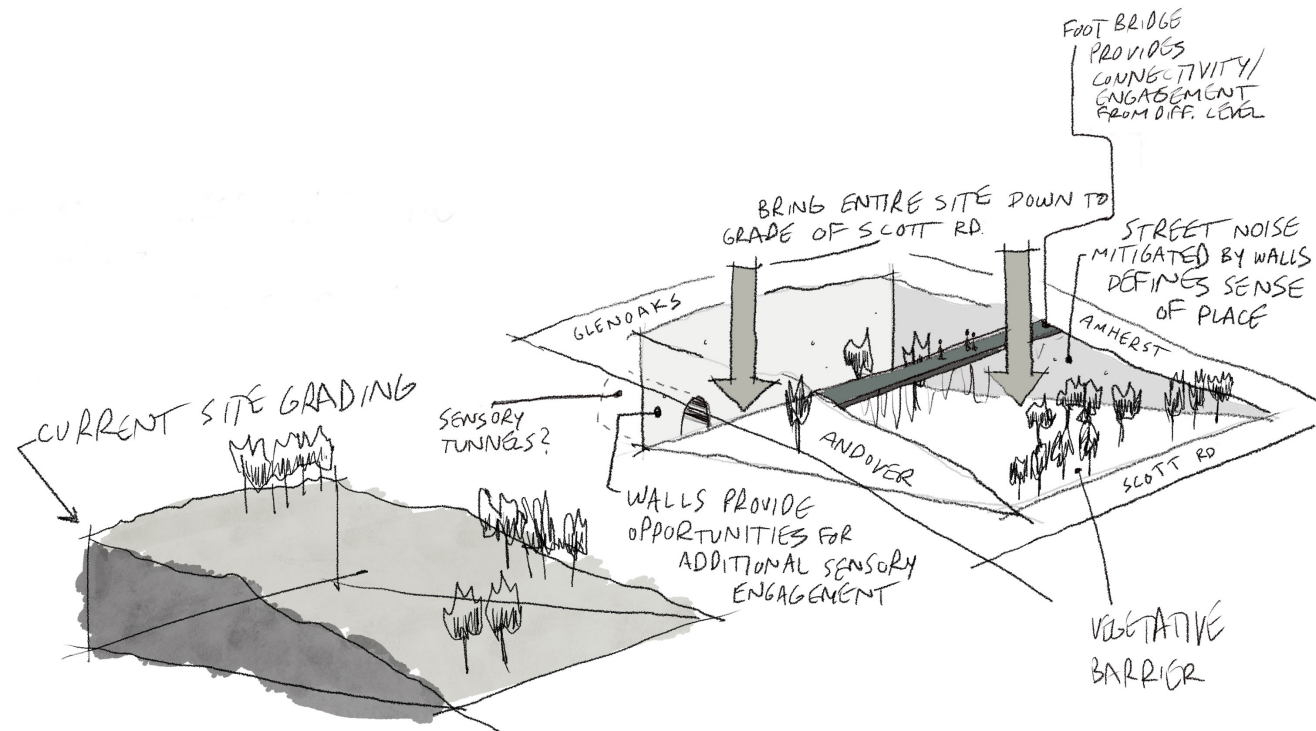 FOOT BRIDGE
PROVIDES
CONNECTIVITY/
ENGAGEMENT
FROM DIFF. LEVEL
BRING ENTIRE SITE DOWN TO
GRADE OF SCOTT RD.
STREET NOISE
MITIGATED BY WALLS
DEFINES SENSE
OF PLACE
GLENOAKS
AMHERST
CURRENT SITE GRADING
SENSORY
TUNNELS?
ANDOVER
SCOTT RD
WALLS PROVIDE
OPPORTUNITIES FOR
ADDITIONAL SENSORY
ENGAGEMENT
VEGETATIVE
BARRIER